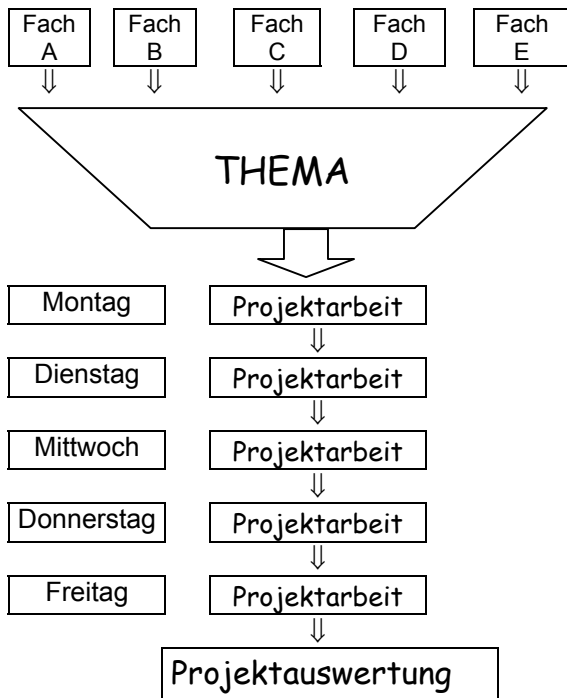 Fach Fach Fach Fach Fach
A B C D E
THEMA
Montag Projektarbeit
Dienstag Projektarbeit
Mittwoch Projektarbeit
Donnerstag Projektarbeit
Freitag Projektarbeit
Projektauswertung